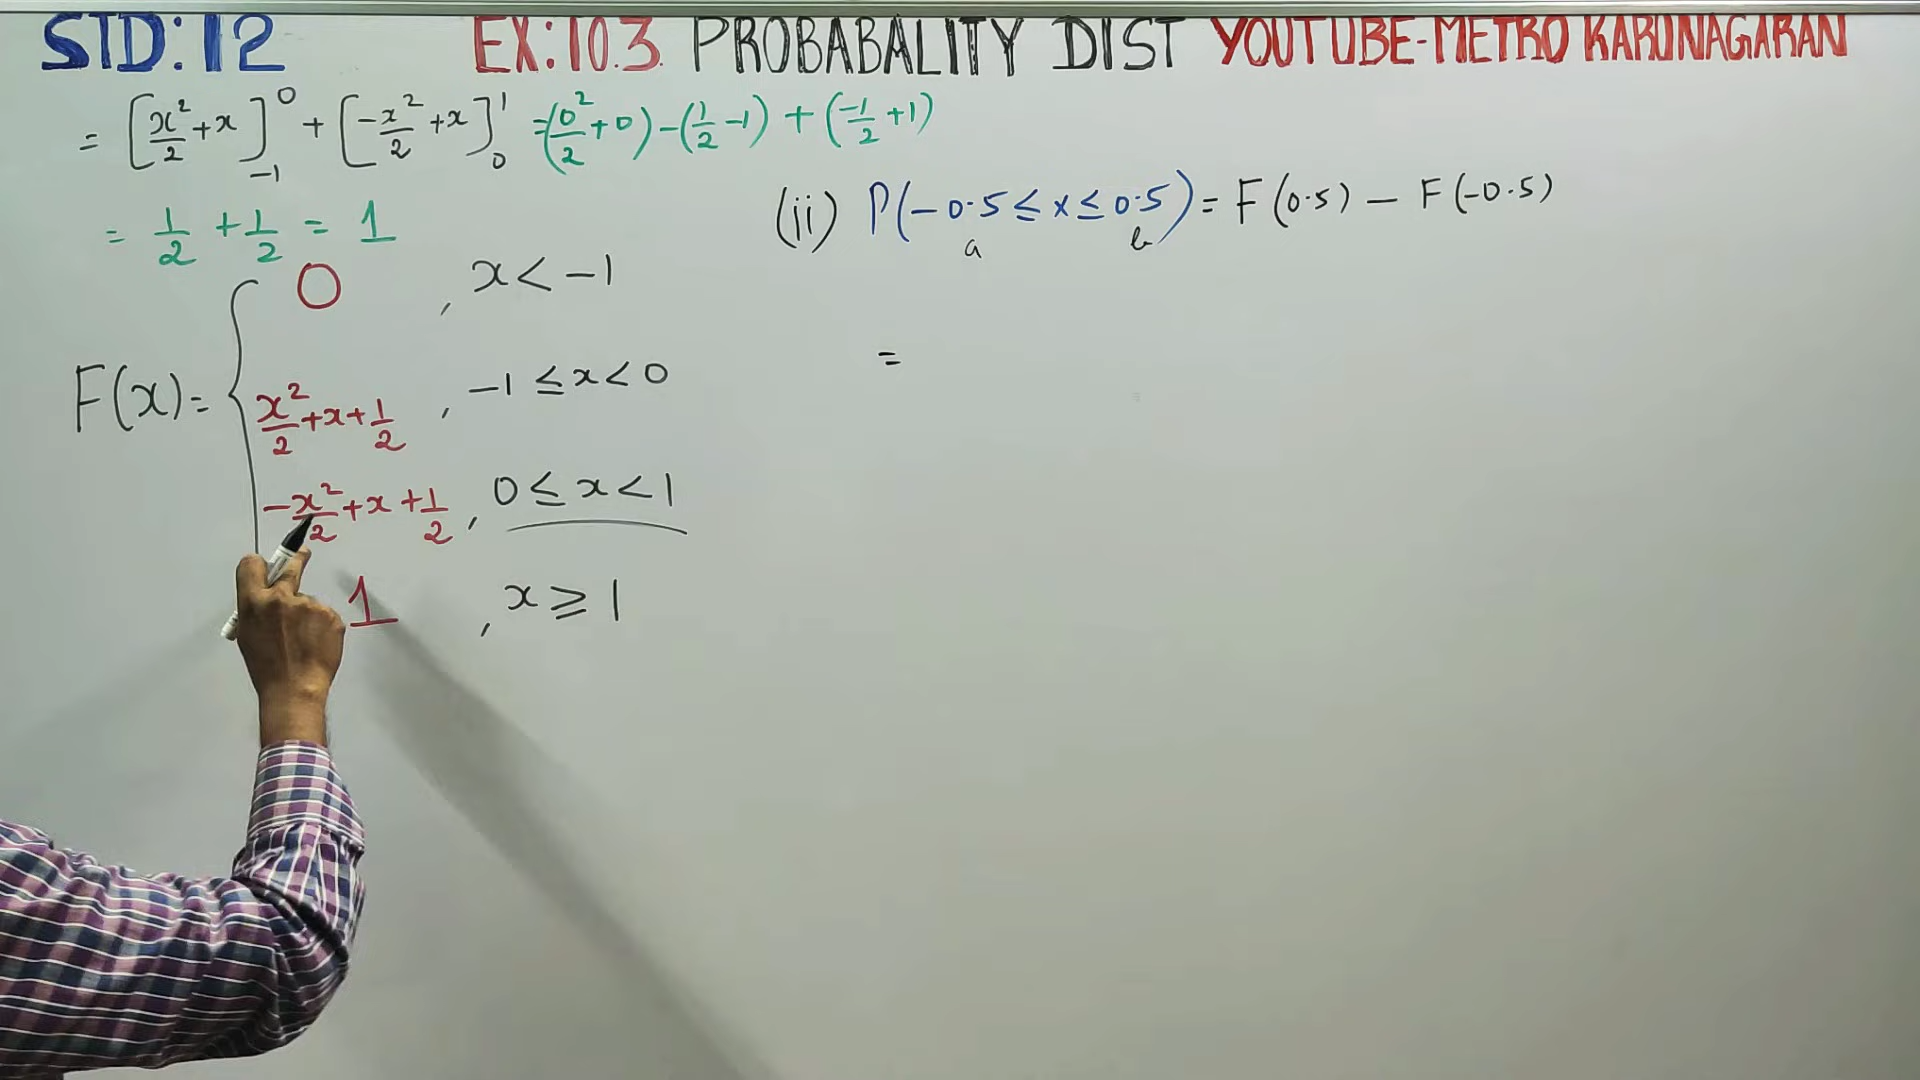 STD:12 EX:10.3. PROBABALITY DIST YOUTUBE-METRO KARUNAGARAN
= [x²/2 + x]₋₁⁰ + [-x²/2 + x]₀¹ = (0²/2 + 0) - (1/2 - 1) + (-1/2 + 1)
= 1/2 + 1/2 = 1
(ii) P(-0.5 ≤ x ≤ 0.5) = F(0.5) - F(-0.5)
a b
=
F(x) = {
0 , x < -1
x²/2 + x + 1/2 , -1 ≤ x < 0
-x²/2 + x + 1/2 , 0 ≤ x < 1
1 , x ≥ 1